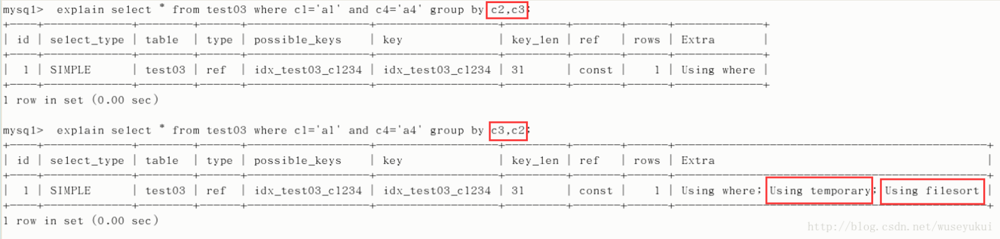 mysql>  explain select * from test03 where c1='a1' and c4='a4' group by c2,c3;
+----+-------------+--------+------+-----------------+-----------------+---------+-------+------+-------------+
| id | select_type | table  | type | possible_keys   | key             | key_len | ref   | rows | Extra       |
+----+-------------+--------+------+-----------------+-----------------+---------+-------+------+-------------+
|  1 | SIMPLE      | test03 | ref  | idx_test03_c1234 | idx_test03_c1234 | 31      | const |    1 | Using where |
+----+-------------+--------+------+-----------------+-----------------+---------+-------+------+-------------+
1 row in set (0.00 sec)
mysql>  explain select * from test03 where c1='a1' and c4='a4' group by c3,c2;
+----+-------------+--------+------+-----------------+-----------------+---------+-------+------+----------------------------------------------+
| id | select_type | table  | type | possible_keys   | key             | key_len | ref   | rows | Extra                                        |
+----+-------------+--------+------+-----------------+-----------------+---------+-------+------+----------------------------------------------+
|  1 | SIMPLE      | test03 | ref  | idx_test03_c1234 | idx_test03_c1234 | 31      | const |    1 | Using where; Using temporary; Using filesort |
+----+-------------+--------+------+-----------------+-----------------+---------+-------+------+----------------------------------------------+
1 row in set (0.00 sec)
http://blog.csdn.net/wuseyukui